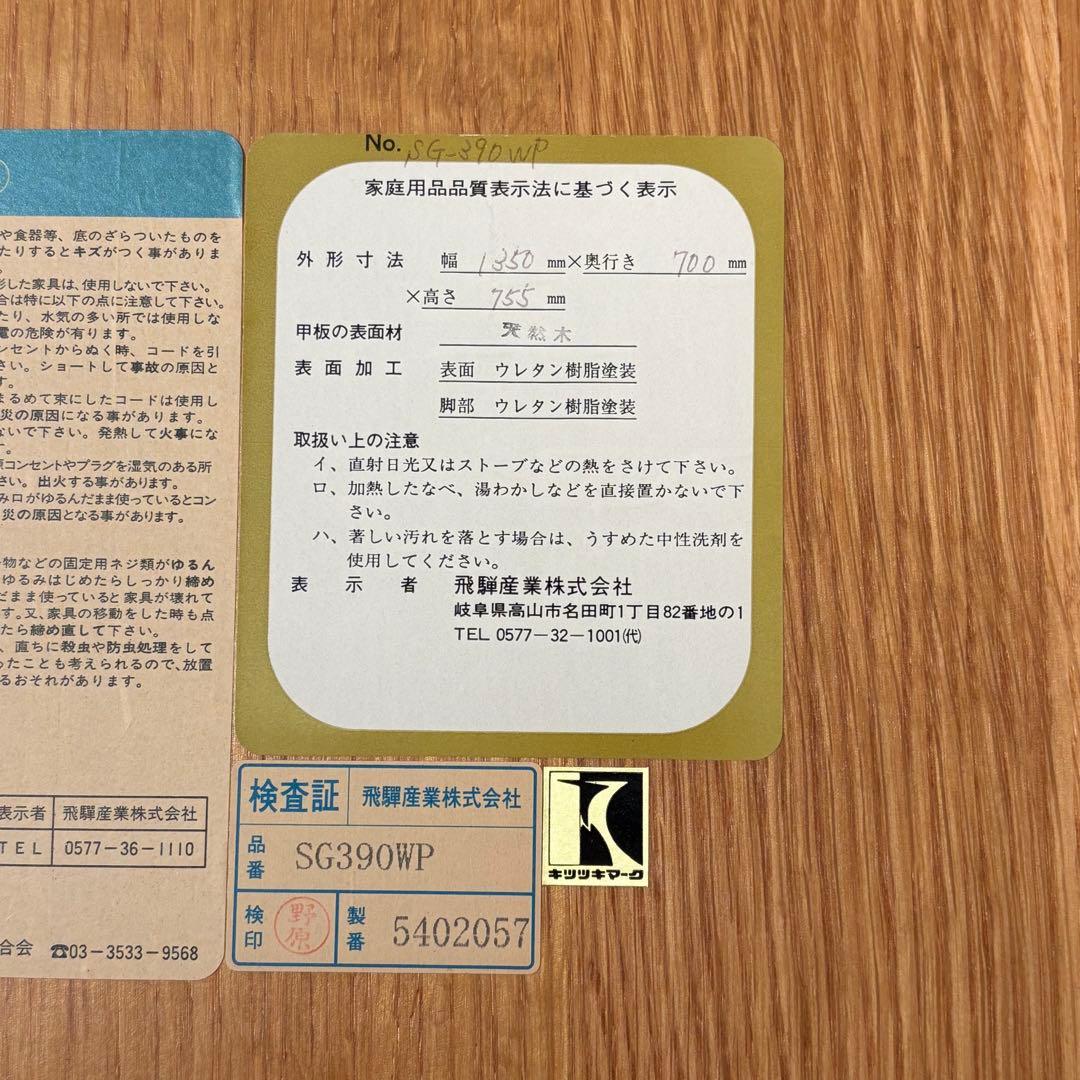 や食器等、底のざらついたものを
たりするとキズがつく事がありま
。
した家具は、使用しないで下さい。
合は特に以下の点に注意して下さい。
たり、水気の多い所では使用しな
電の危険が有ります。
ンセントからぬく時、コードを引
さい。ショートして事故の原因と
す。
まるめて束にしたコードは使用し
災の原因になる事があります。
ないで下さい。発熱して火事にな
す。
コンセントやプラグを湿気のある所
さい。出火する事があります。
み口がゆるんだまま使っているとコン
災の原因となる事があります。
物などの固定用ネジ類がゆるん
ゆるみはじめたらしっかり締め
だまま使っていると家具が壊れて
す。又、家具の移動をした時も点
たら締め直して下さい。
、直ちに殺虫や防虫処理をして
ったことも考えられるので、放置
るおそれがあります。
表示者 飛驒産業株式会社
TEL 0577-36-1110
合会 ☎03-3533-9568
No. SG-390WP
家庭用品品質表示法に基づく表示
外形寸法 幅 1350 mm×奥行き 700 mm
×高さ 755 mm
甲板の表面材 天然木
表面加工 表面 ウレタン樹脂塗装
脚部 ウレタン樹脂塗装
取扱い上の注意
イ、直射日光又はストーブなどの熱をさけて下さい。
ロ、加熱したなべ、湯わかしなどを直接置かないで下
さい。
ハ、著しい汚れを落とす場合は、うすめた中性洗剤を
使用してください。
表示者 飛驒産業株式会社
岐阜県高山市名田町1丁目82番地の1
TEL 0577-32-1001(代)
検査証 飛驒産業株式会社
品番 SG390WP
検印 野原 製番 5402057
キツツキマーク